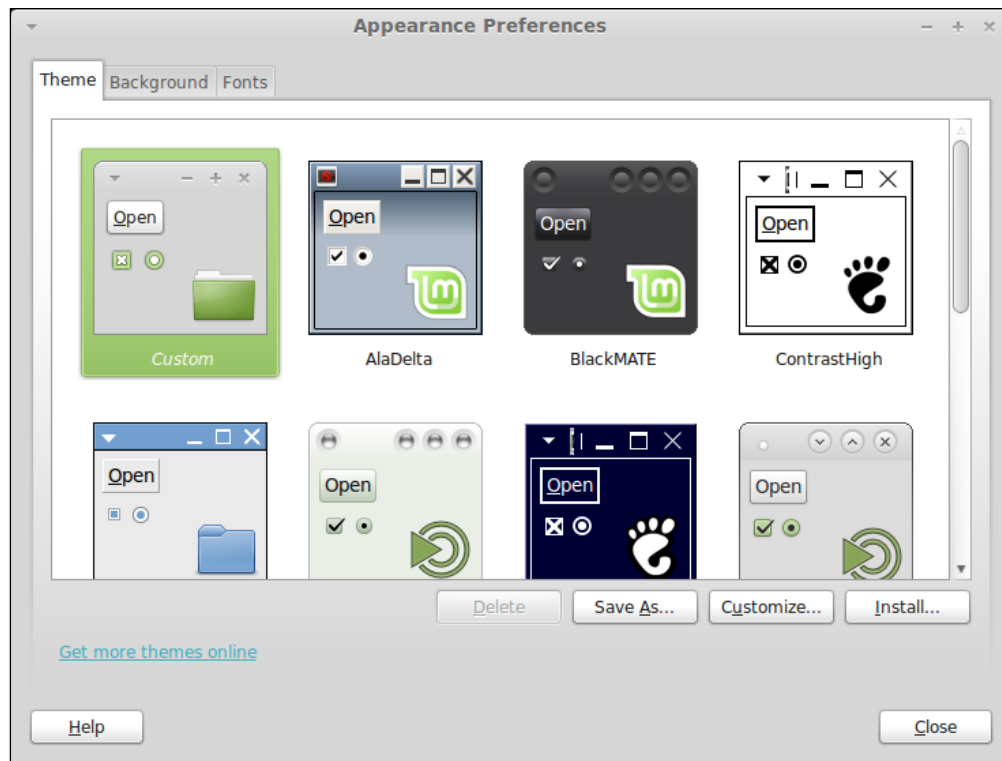 Appearance Preferences
Theme Background Fonts
Open Open Open Open
Custom AlaDelta BlackMATE ContrastHigh
Open Open Open Open
Delete Save As... Customize... Install...
Get more themes online
Help Close